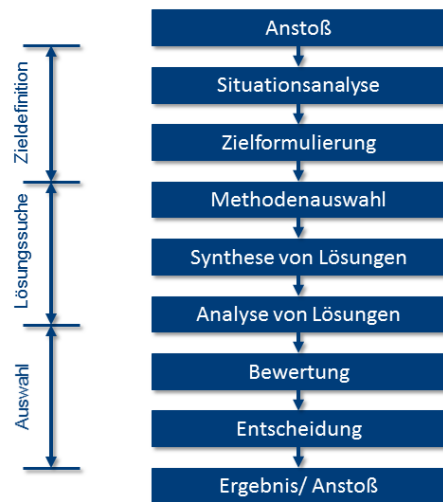 Anstoß
Situationsanalyse
Zielformulierung
Methodenauswahl
Synthese von Lösungen
Analyse von Lösungen
Bewertung
Entscheidung
Ergebnis/ Anstoß
Zieldefinition
Lösungssuche
Auswahl